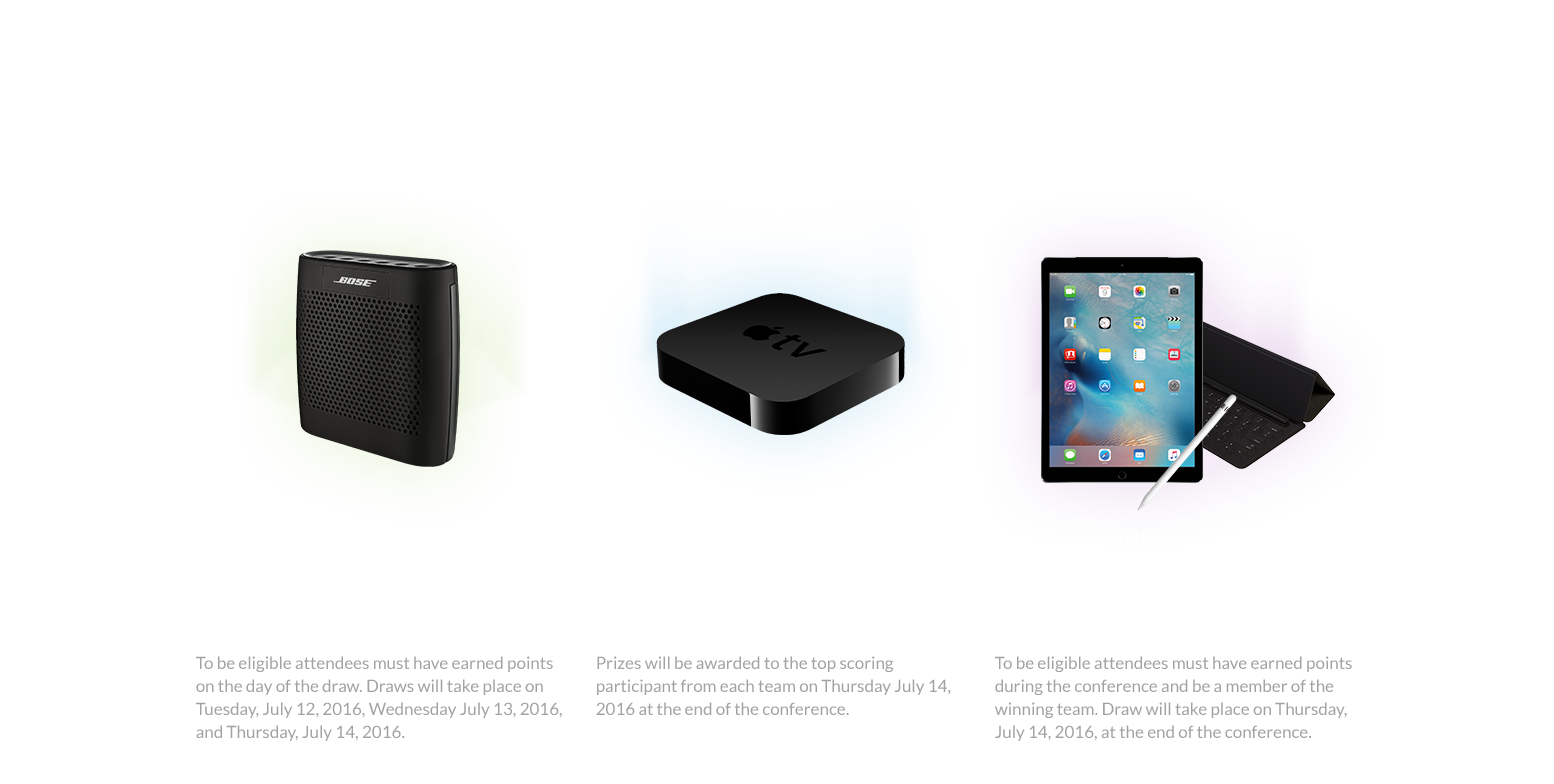 BOSE
tv
To be eligible attendees must have earned points
on the day of the draw. Draws will take place on
Tuesday, July 12, 2016, Wednesday July 13, 2016,
and Thursday, July 14, 2016.
Prizes will be awarded to the top scoring
participant from each team on Thursday July 14,
2016 at the end of the conference.
To be eligible attendees must have earned points
during the conference and be a member of the
winning team. Draw will take place on Thursday,
July 14, 2016, at the end of the conference.